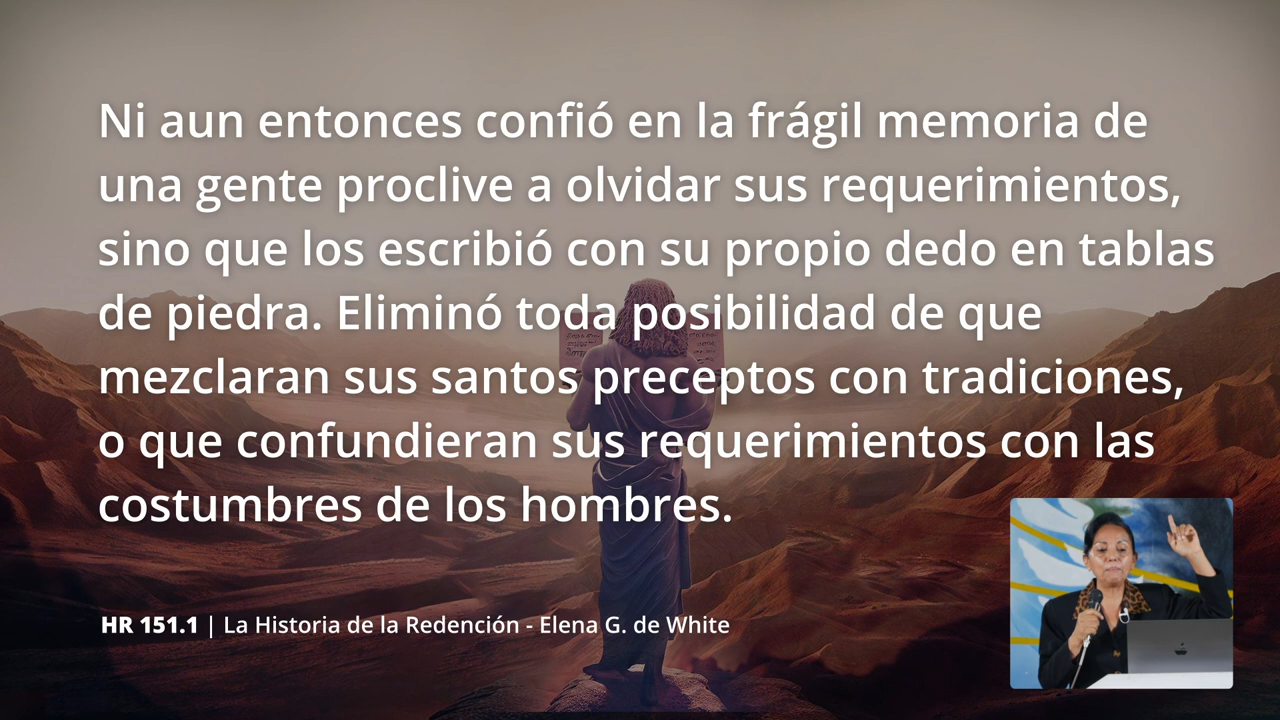 Ni aun entonces confió en la frágil memoria de
una gente proclive a olvidar sus requerimientos,
sino que los escribió con su propio dedo en tablas
de piedra. Eliminó toda posibilidad de que
mezclaran sus santos preceptos con tradiciones,
o que confundieran sus requerimientos con las
costumbres de los hombres.
HR 151.1 | La Historia de la Redención - Elena G. de White